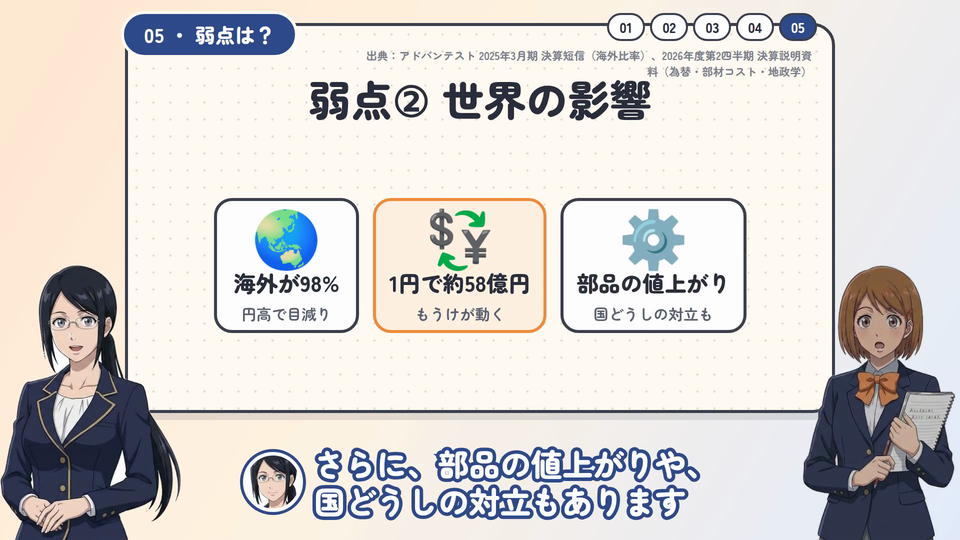 05 ・ 弱点は？
01 02 03 04 05
出典：アドバンテスト 2025年3月期 決算短信（海外比率）、2026年度第2四半期 決算説明資
料（為替・部材コスト・地政学）
弱点② 世界の影響
海外が98%
円高で目減り
$ ¥
1円で約58億円
もうけが動く
部品の値上がり
国どうしの対立も
さらに、部品の値上がりや、
国どうしの対立もあります